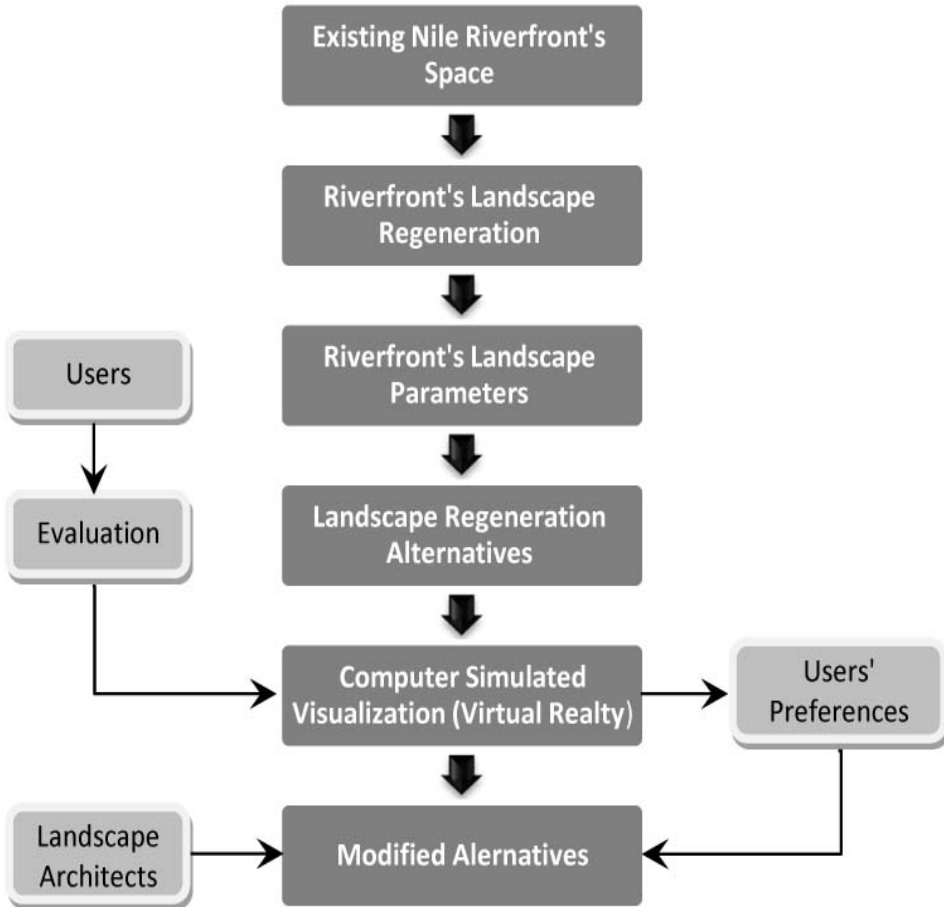 Existing Nile Riverfront's
Space
Riverfront's Landscape
Regeneration
Riverfront's Landscape
Parameters
Users
Evaluation
Landscape Regeneration
Alternatives
Computer Simulated
Visualization (Virtual Realty)
Users'
Preferences
Landscape
Architects
Modified Alernatives